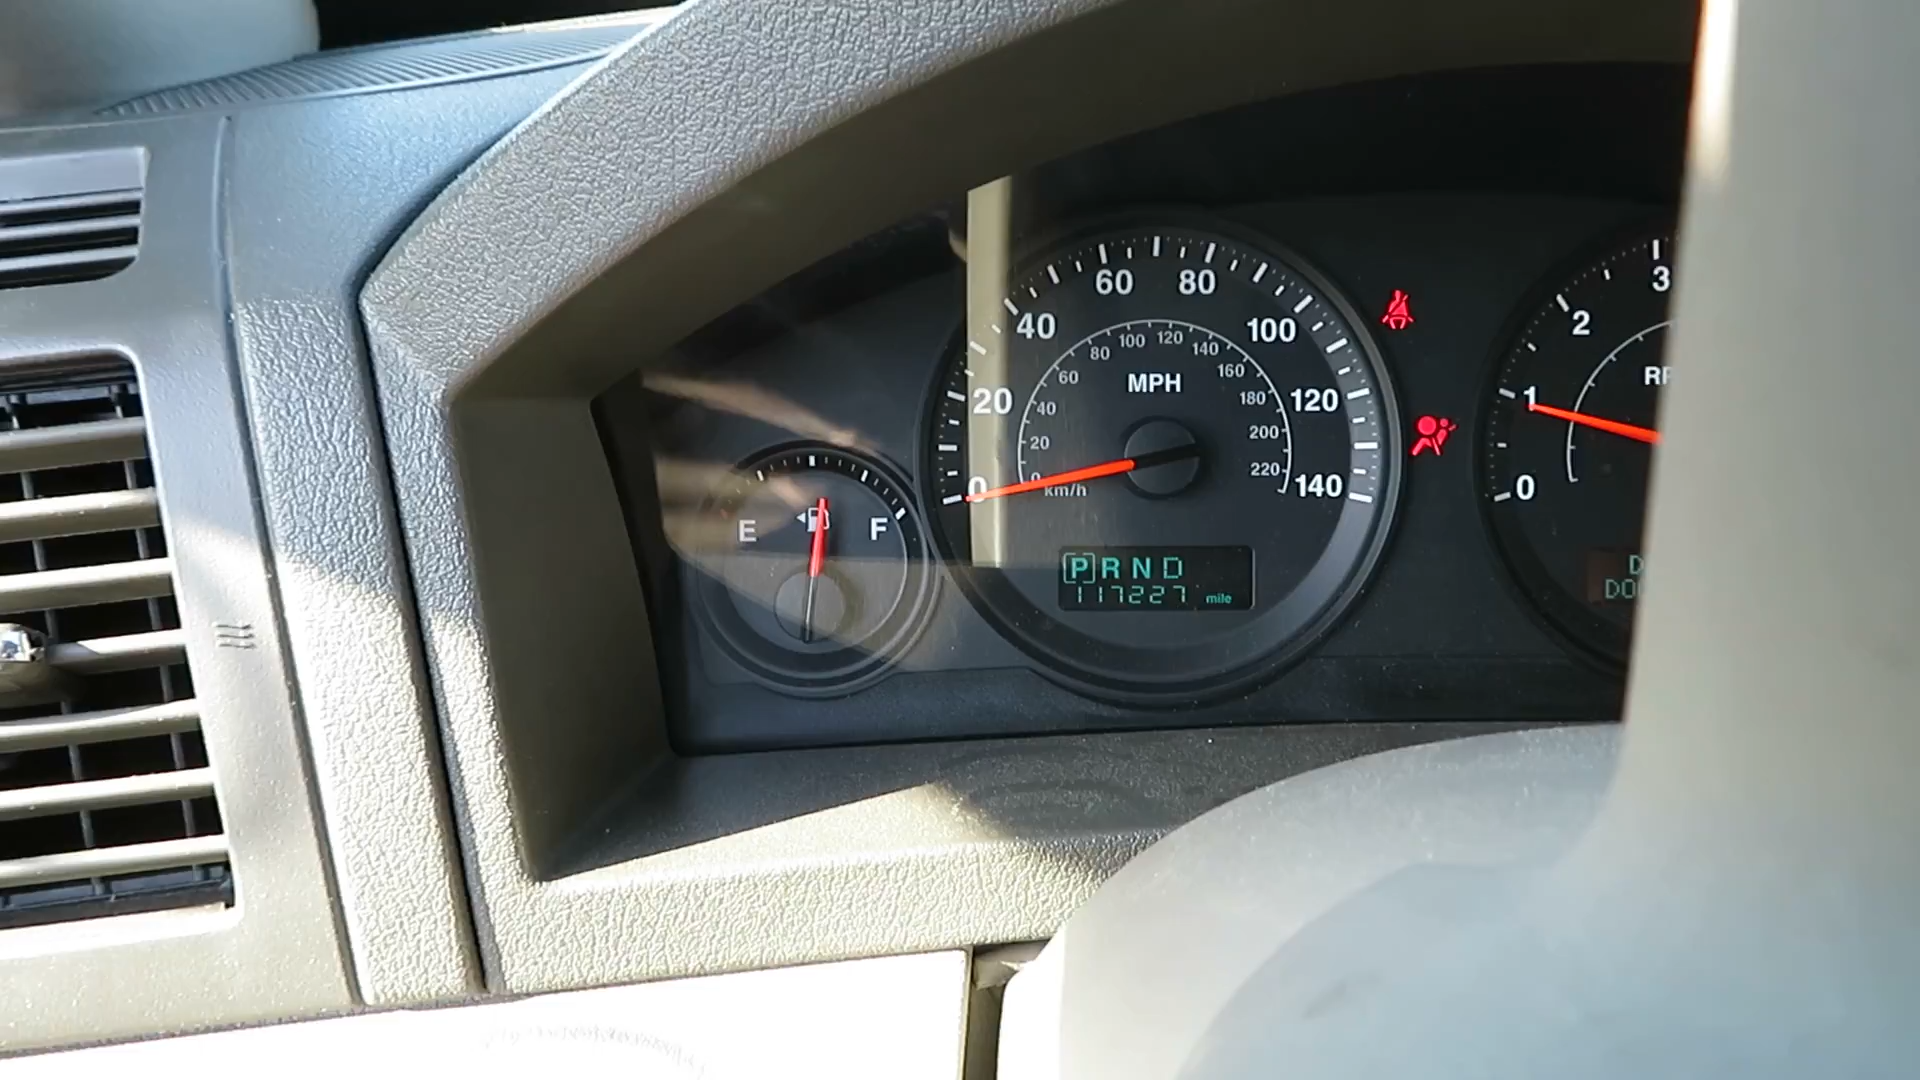 E F
0 20 40 60 80 100 120 140
MPH
0 20 40 60 80 100 120 140 160 180 200 220
km/h
P R N D
117227 mile
0 1 2 3